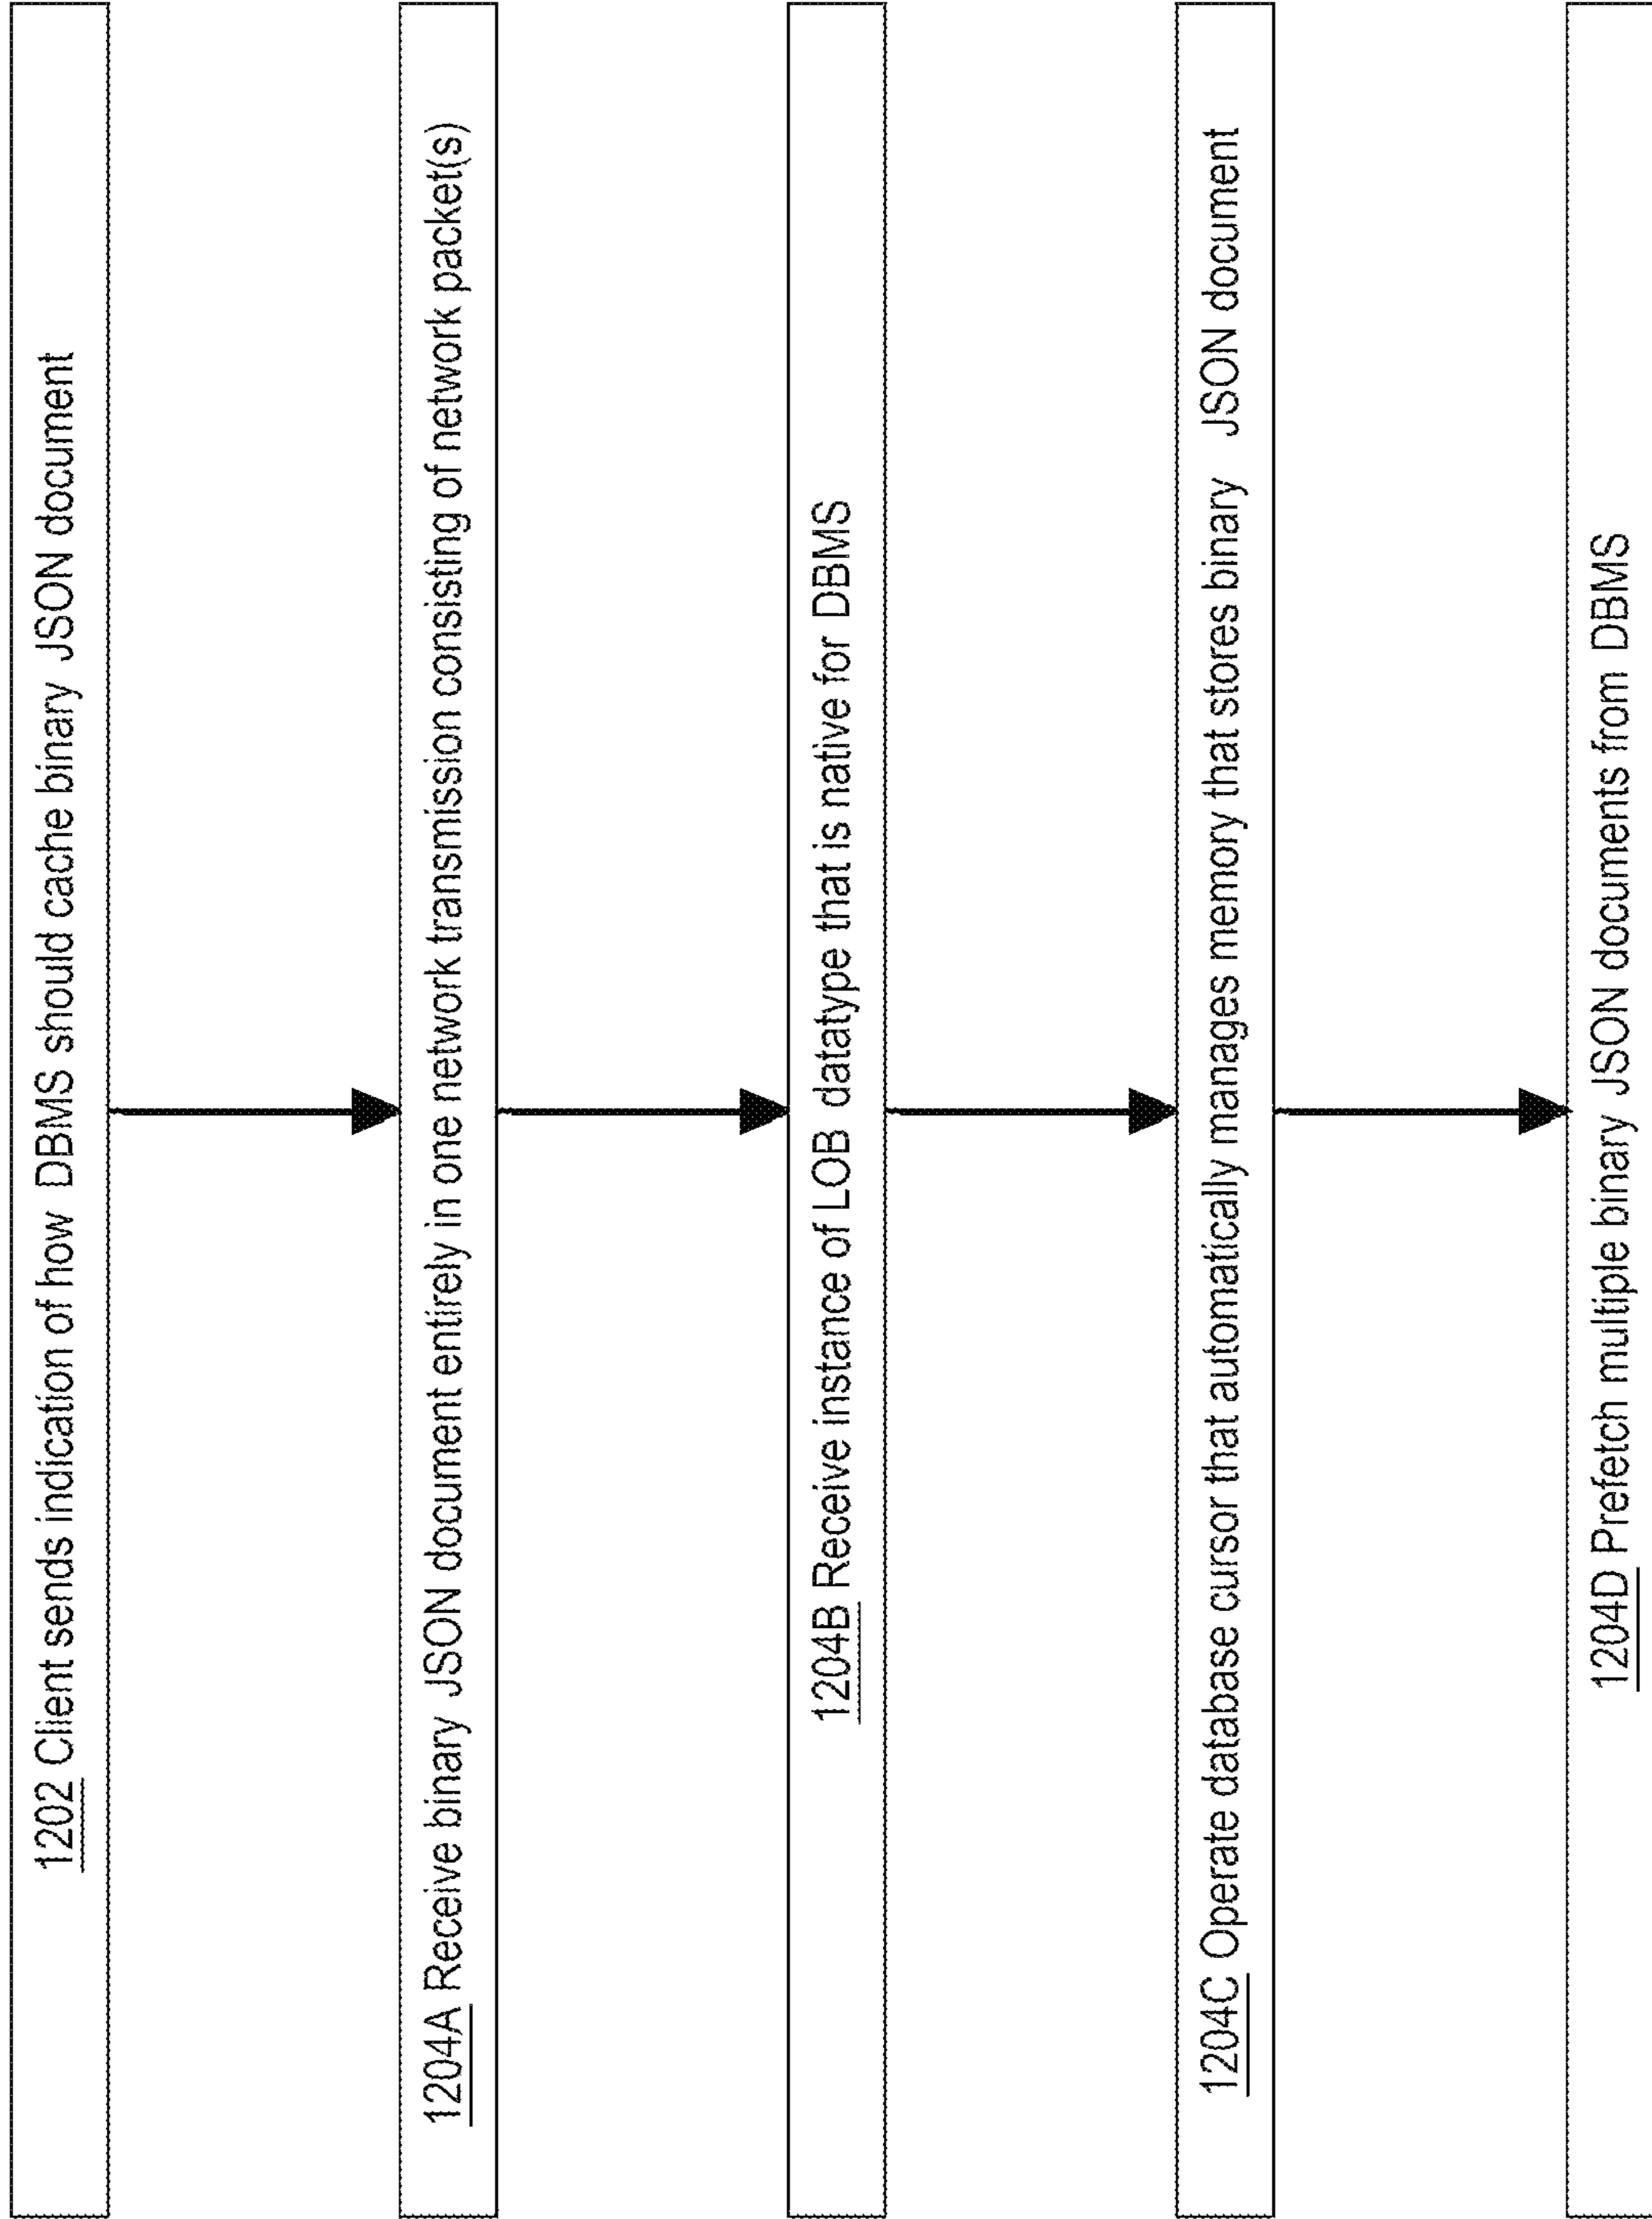 1202 Client sends indication of how DBMS should cache binary JSON document
1204A Receive binary JSON document entirely in one network transmission consisting of network packet(s)
1204B Receive instance of LOB datatype that is native for DBMS
1204C Operate database cursor that automatically manages memory that stores binary JSON document
1204D Prefetch multiple binary JSON documents from DBMS